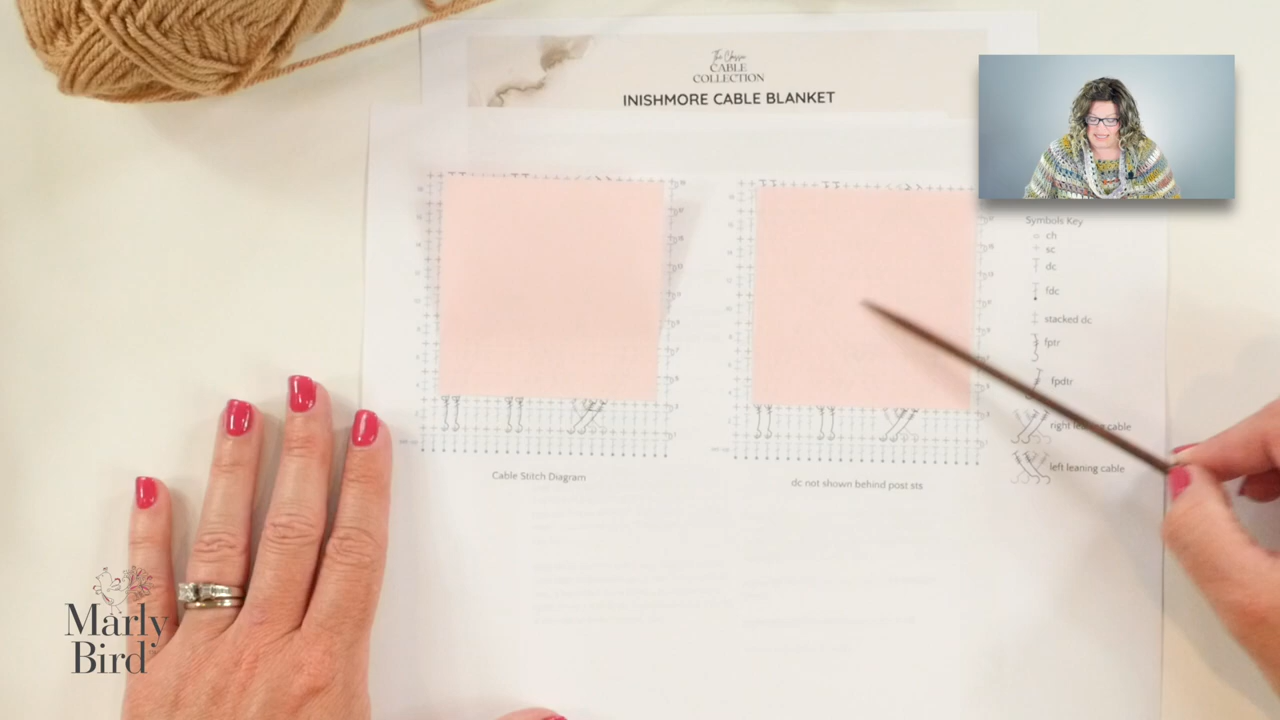 The Classic
CABLE
COLLECTION
INISHMORE CABLE BLANKET
Symbols Key
ch
sc
dc
fdc
stacked dc
fptr
fpdtr
right leaning cable
left leaning cable
Cable Stitch Diagram
dc not shown behind post sts
Marly
Bird